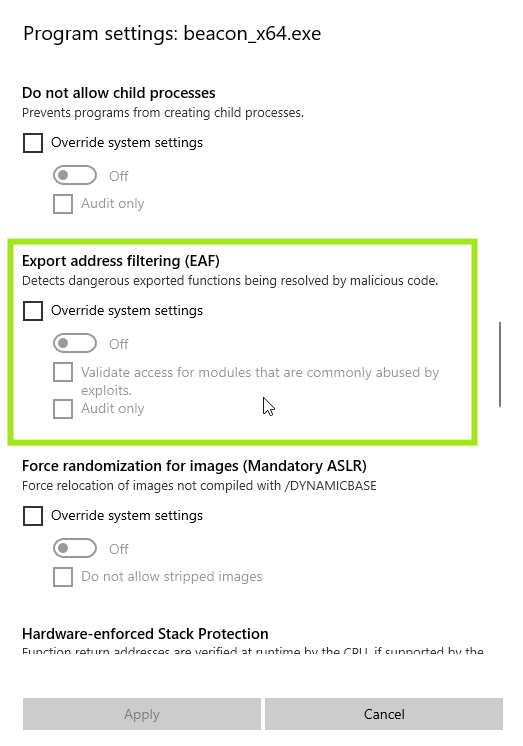 Program settings: beacon_x64.exe
Do not allow child processes
Prevents programs from creating child processes.
Override system settings
Off
Audit only
Export address filtering (EAF)
Detects dangerous exported functions being resolved by malicious code.
Override system settings
Off
Validate access for modules that are commonly abused by
exploits.
Audit only
Force randomization for images (Mandatory ASLR)
Force relocation of images not compiled with /DYNAMICBASE
Override system settings
Off
Do not allow stripped images
Hardware-enforced Stack Protection
Function return addresses are verified at runtime by the CPU, if supported by the
Apply
Cancel